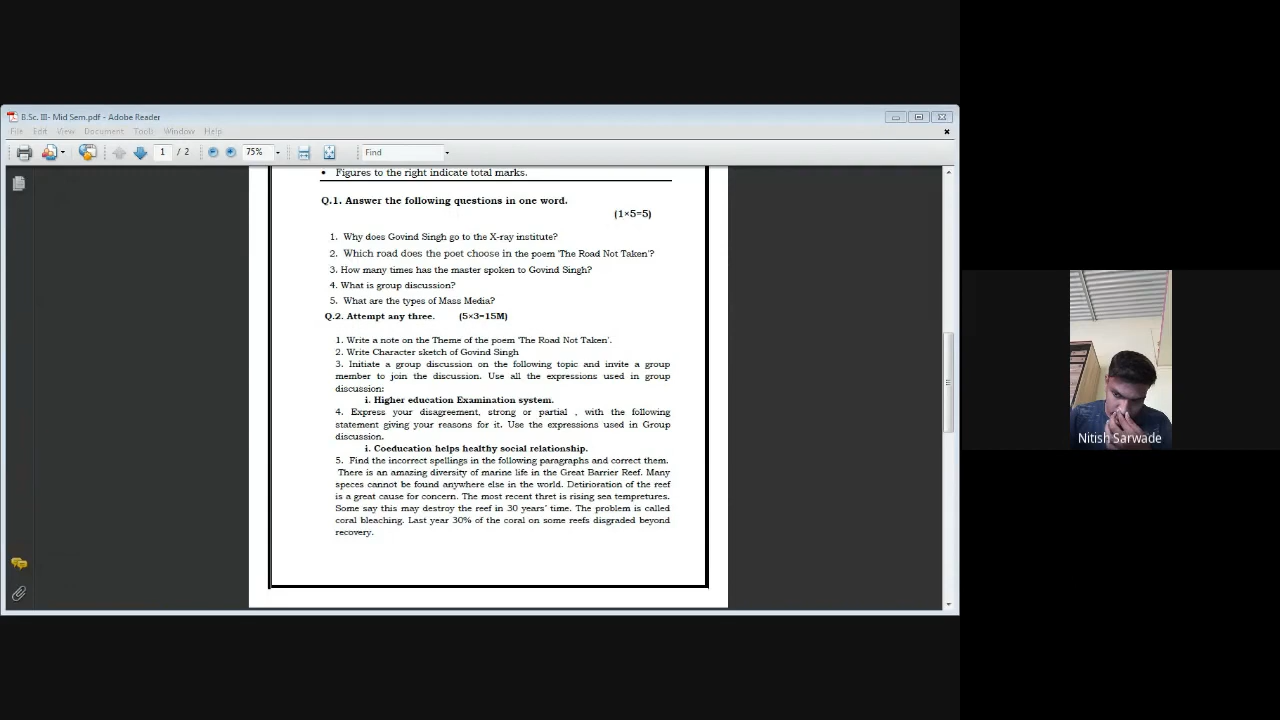 B.Sc. III- Mid Sem.pdf - Adobe Reader
File Edit View Document Tools Window Help
1 / 2 75% Find
• Figures to the right indicate total marks.
Q.1. Answer the following questions in one word.
(1×5=5)
1. Why does Govind Singh go to the X-ray institute?
2. Which road does the poet choose in the poem 'The Road Not Taken'?
3. How many times has the master spoken to Govind Singh?
4. What is group discussion?
5. What are the types of Mass Media?
Q.2. Attempt any three. (5×3=15M)
1. Write a note on the Theme of the poem 'The Road Not Taken'.
2. Write Character sketch of Govind Singh
3. Initiate a group discussion on the following topic and invite a group
member to join the discussion. Use all the expressions used in group
discussion:
i. Higher education Examination system.
4. Express your disagreement, strong or partial , with the following
statement giving your reasons for it. Use the expressions used in Group
discussion.
i. Coeducation helps healthy social relationship.
5. Find the incorrect spellings in the following paragraphs and correct them.
There is an amazing diversity of marine life in the Great Barrier Reef. Many
speces cannot be found anywhere else in the world. Detirioration of the reef
is a great cause for concern. The most recent thret is rising sea tempretures.
Some say this may destroy the reef in 30 years' time. The problem is called
coral bleaching. Last year 30% of the coral on some reefs disgraded beyond
recovery.
Nitish Sarwade